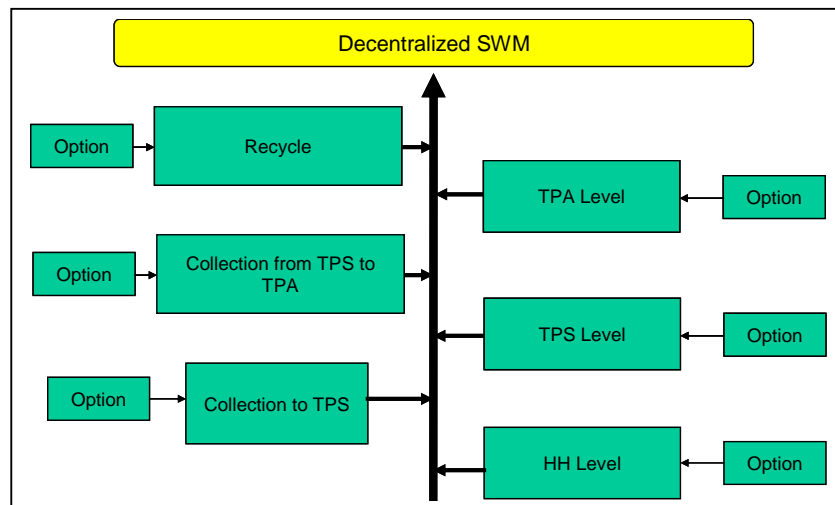 Decentralized SWM
Option
Recycle
TPA Level
Option
Option
Collection from TPS to
TPA
TPS Level
Option
Option
Collection to TPS
HH Level
Option